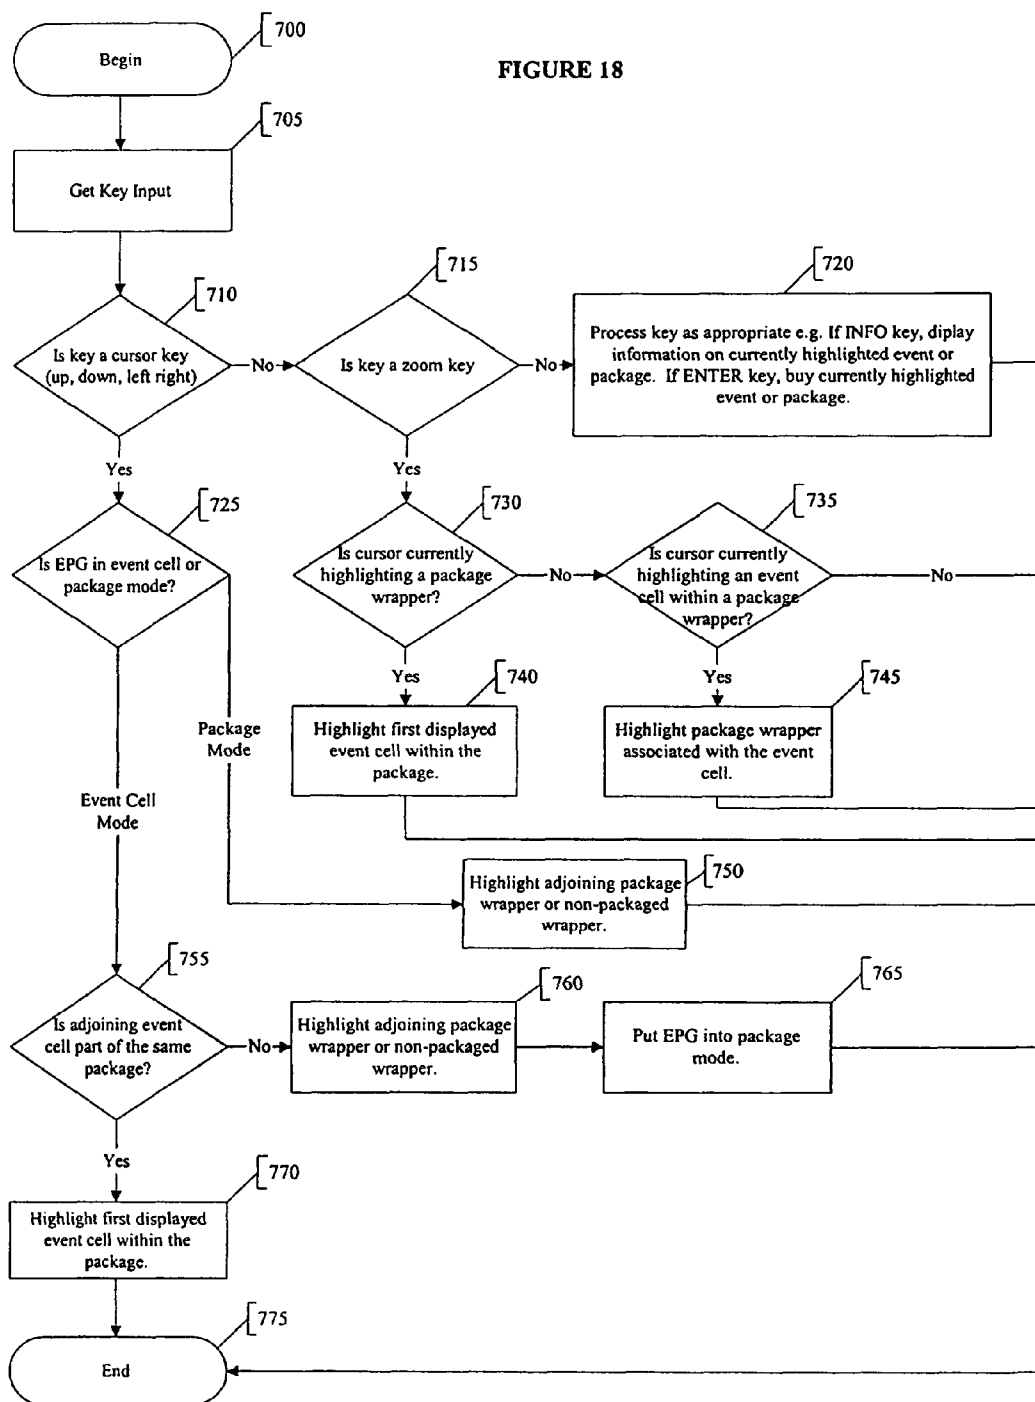 700
Begin
FIGURE 18
705
Get Key Input
710
715
720
Is key a cursor key
(up, down, left right)
No
Is key a zoom key
No
Process key as appropriate e.g. If INFO key, diplay
information on currently highlighted event or
package. If ENTER key, buy currently highlighted
event or package.
Yes
Yes
725
730
735
Is EPG in event cell or
package mode?
Is cursor currently
highlighting a package
wrapper?
No
Is cursor currently
highlighting an event
cell within a package
wrapper?
No
Yes
Yes
740
745
Package
Mode
Highlight first displayed
event cell within the
package.
Highlight package wrapper
associated with the event
cell.
Event Cell
Mode
750
Highlight adjoining package
wrapper or non-packaged
wrapper.
755
760
765
Is adjoining event
cell part of the same
package?
No
Highlight adjoining package
wrapper or non-packaged
wrapper.
Put EPG into package
mode.
Yes
770
Highlight first displayed
event cell within the
package.
775
End